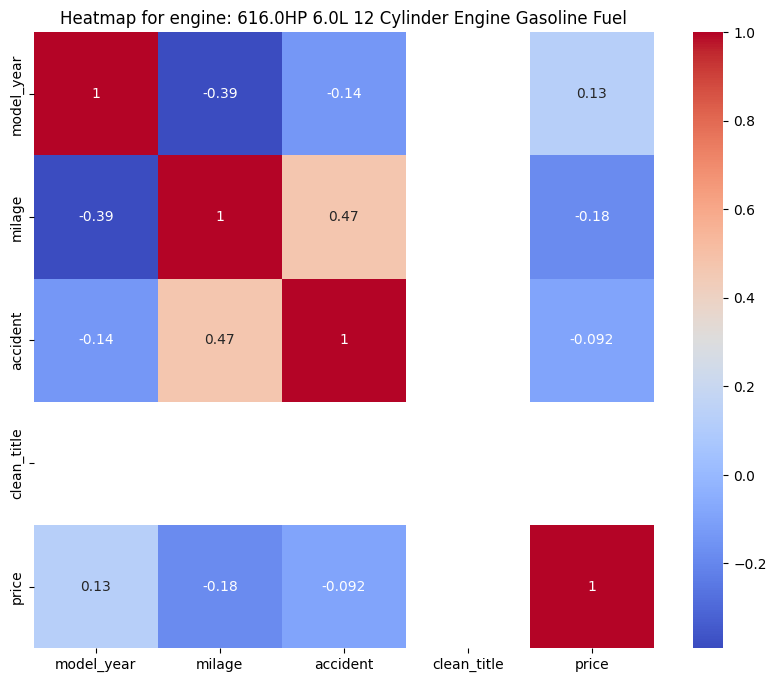 Heatmap for engine: 616.0HP 6.0L 12 Cylinder Engine Gasoline Fuel
model_year
1
-0.39
-0.14
0.13
milage
-0.39
1
0.47
-0.18
accident
-0.14
0.47
1
-0.092
clean_title
price
0.13
-0.18
-0.092
1
model_year
milage
accident
clean_title
price
1.0
0.8
0.6
0.4
0.2
0.0
−0.2